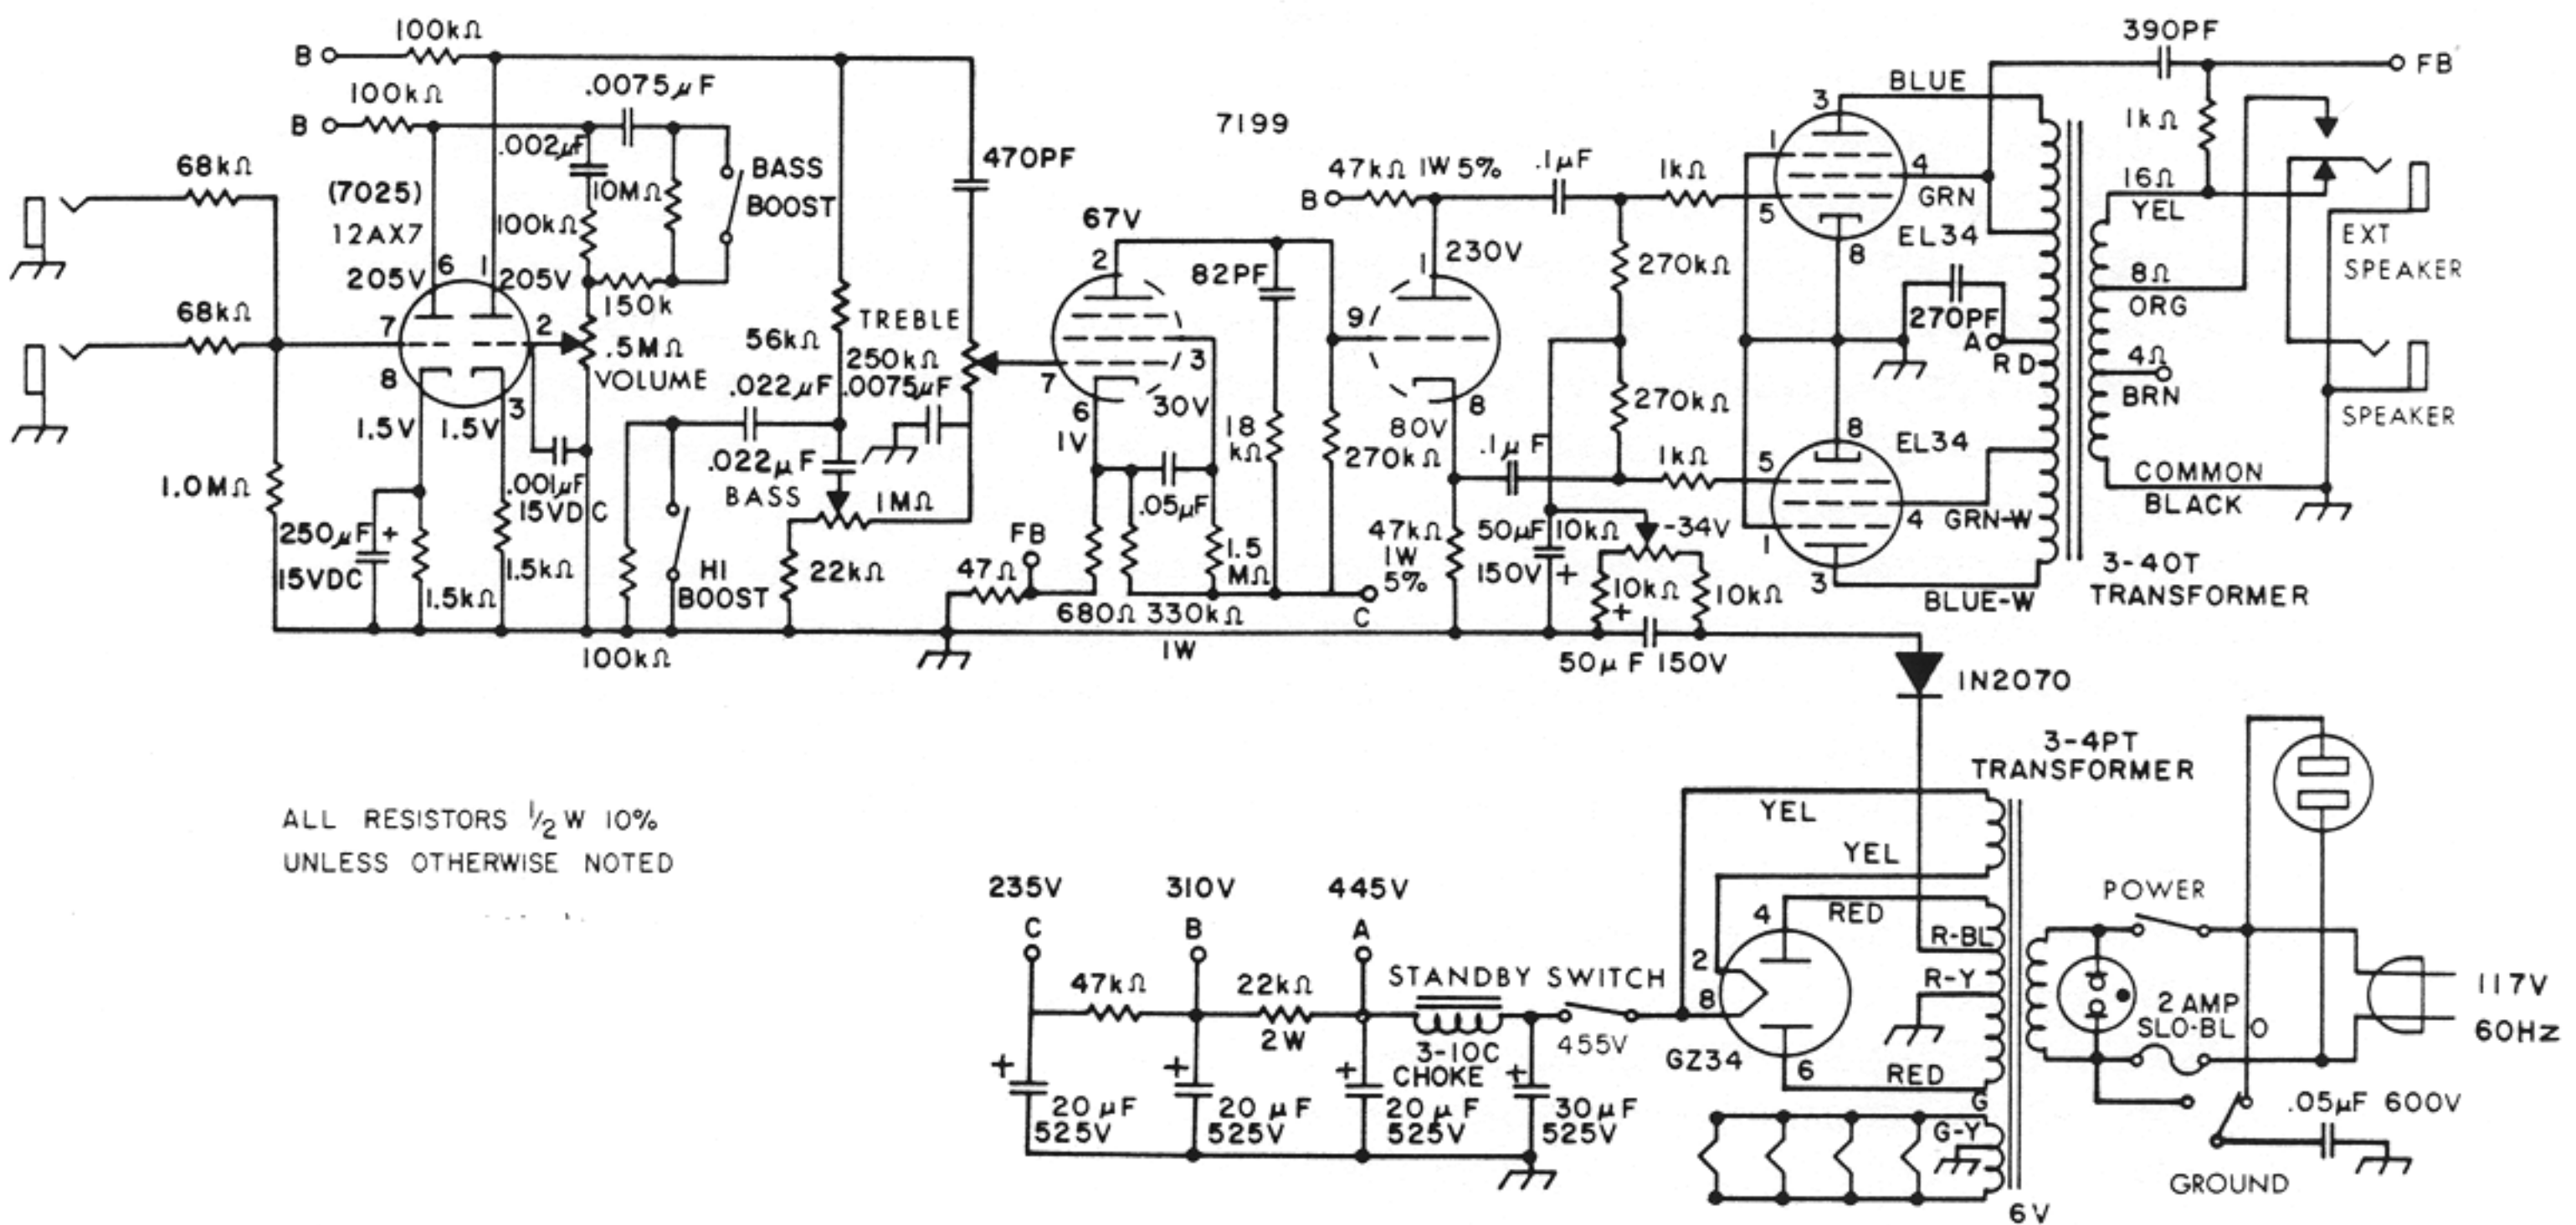 100kΩ
B
100kΩ
B
.0075µF
.002µF
10MΩ
BASS
BOOST
100kΩ
150k
68kΩ
(7025)
12AX7
205V
6
1
205V
68kΩ
7
2
.5MΩ
VOLUME
8
3
1.5V
1.5V
1.0MΩ
250µF +
15VDC
.001µF
15VDC
1.5kΩ
1.5kΩ
100kΩ
HI
BOOST
470PF
56kΩ
TREBLE
250kΩ
.022µF
.0075µF
.022µF
BASS
1MΩ
22kΩ
67V
2
7
3
6
1V
30V
82PF
18
kΩ
270kΩ
.05µF
FB
47Ω
680Ω
330kΩ
1W
1.5
MΩ
C
7199
B
47kΩ 1W 5%
.1µF
1kΩ
230V
1
9
8
80V
270kΩ
270kΩ
.1µF
1kΩ
47kΩ
1W
5%
50µF
150V
+
10kΩ
-34V
10kΩ
10kΩ
+
50µF 150V
3
BLUE
1
4
GRN
5
8
EL34
270PF
A
RD
8
EL34
5
4
GRN-W
1
3
BLUE-W
390PF
FB
1kΩ
16Ω
YEL
8Ω
ORG
4Ω
BRN
COMMON
BLACK
EXT
SPEAKER
SPEAKER
3-40T
TRANSFORMER
1N2070
3-4PT
TRANSFORMER
YEL
YEL
4
RED
R-BL
2
R-Y
8
GZ34
6
RED
G
G-Y
6V
POWER
2 AMP
SLO-BLO
117V
60Hz
.05µF 600V
GROUND
ALL RESISTORS 1/2 W 10%
UNLESS OTHERWISE NOTED
235V
310V
445V
C
B
A
47kΩ
22kΩ
2W
STANDBY SWITCH
3-10C
CHOKE
455V
+
20µF
525V
+
20µF
525V
+
20µF
525V
+
30µF
525V